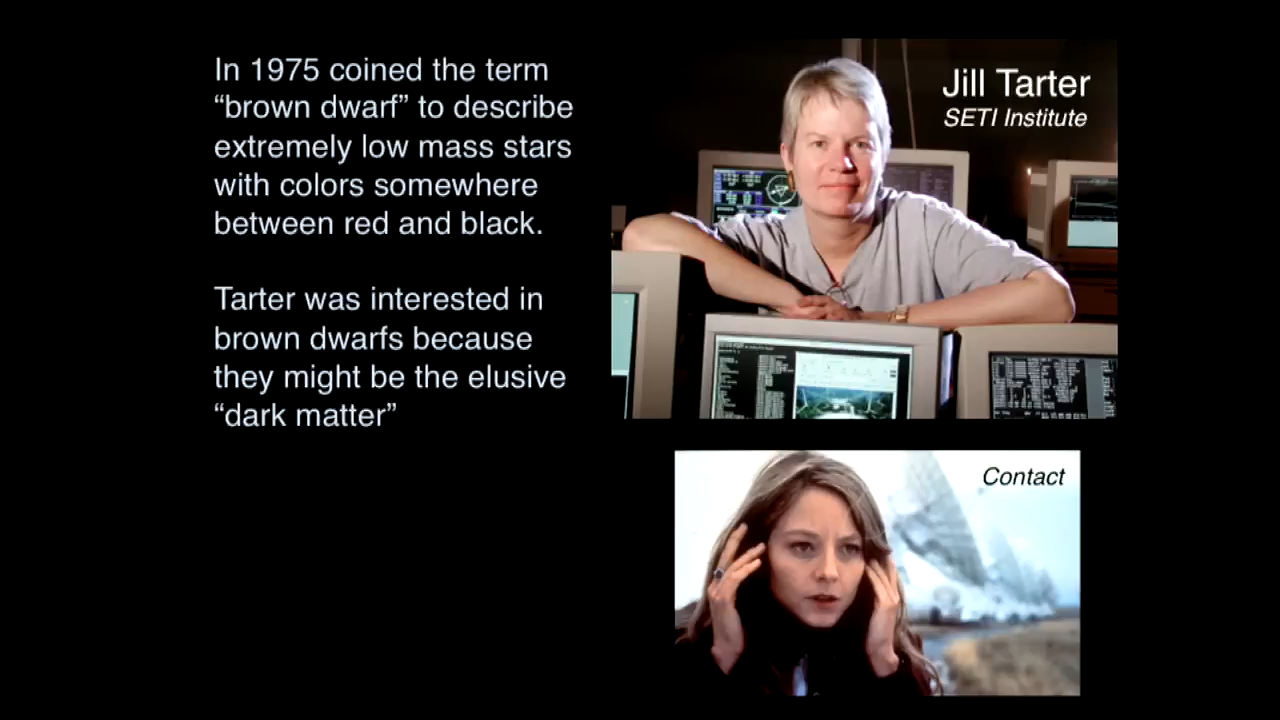 In 1975 coined the term
“brown dwarf” to describe
extremely low mass stars
with colors somewhere
between red and black.
Tarter was interested in
brown dwarfs because
they might be the elusive
“dark matter”
Jill Tarter
SETI Institute
Contact